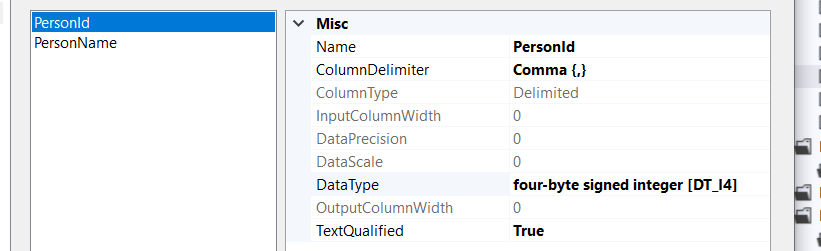 PersonId
PersonName
Misc
Name PersonId
ColumnDelimiter Comma {,}
ColumnType Delimited
InputColumnWidth 0
DataPrecision 0
DataScale 0
DataType four-byte signed integer [DT_I4]
OutputColumnWidth 0
TextQualified True